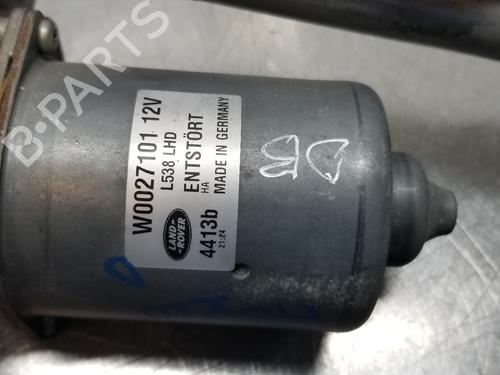 B-PARTS
W0027101 12V
L538 LHD
ENTSTÖRT
HA
MADE IN GERMANY
LAND-
-ROVER
4413b
21:24